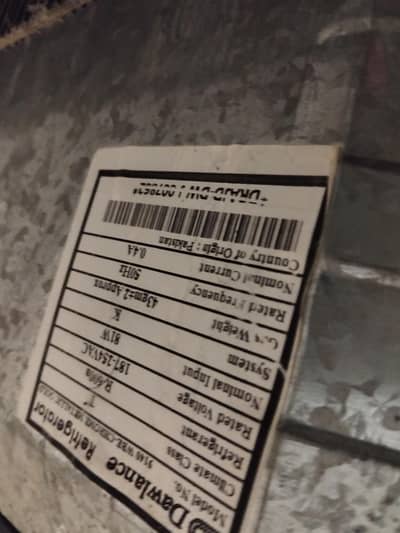 Dawlance Refrigerator
Model No.
Climate Class T
Refrigerant R-600a
Rated Voltage 187-254VAC
Nominal Input 81W
System K
Gas Weight 43gm±2 Approx
Rated Frequency 50Hz
Nominal Current 0.4A
Country of Origin : Pakistan